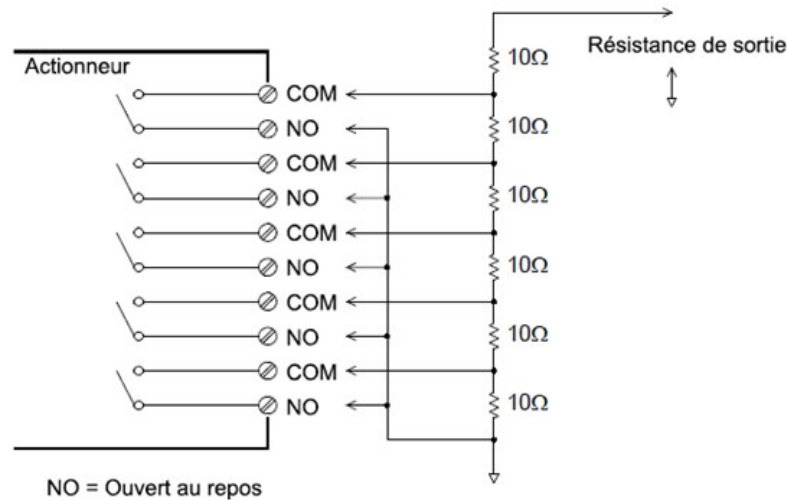 10Ω
Résistance de sortie
Actionneur
COM
10Ω
NO
COM
10Ω
NO
COM
10Ω
NO
COM
10Ω
NO
COM
10Ω
NO
NO = Ouvert au repos